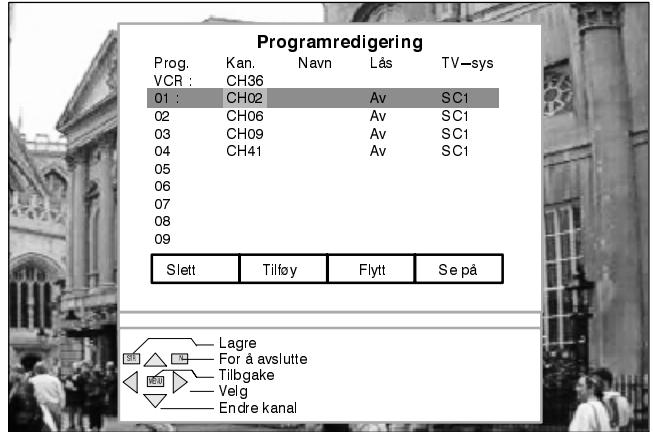 Programredigering
Prog. Kan. Navn Lås TV–sys
VCR : CH36
01 : CH02 Av SC1
02 CH06 Av SC1
03 CH09 Av SC1
04 CH41 Av SC1
05
06
07
08
09
Slett Tilføy Flytt Se på
Lagre
STR N For å avslutte
Tilbgake
MENU Velg
Endre kanal